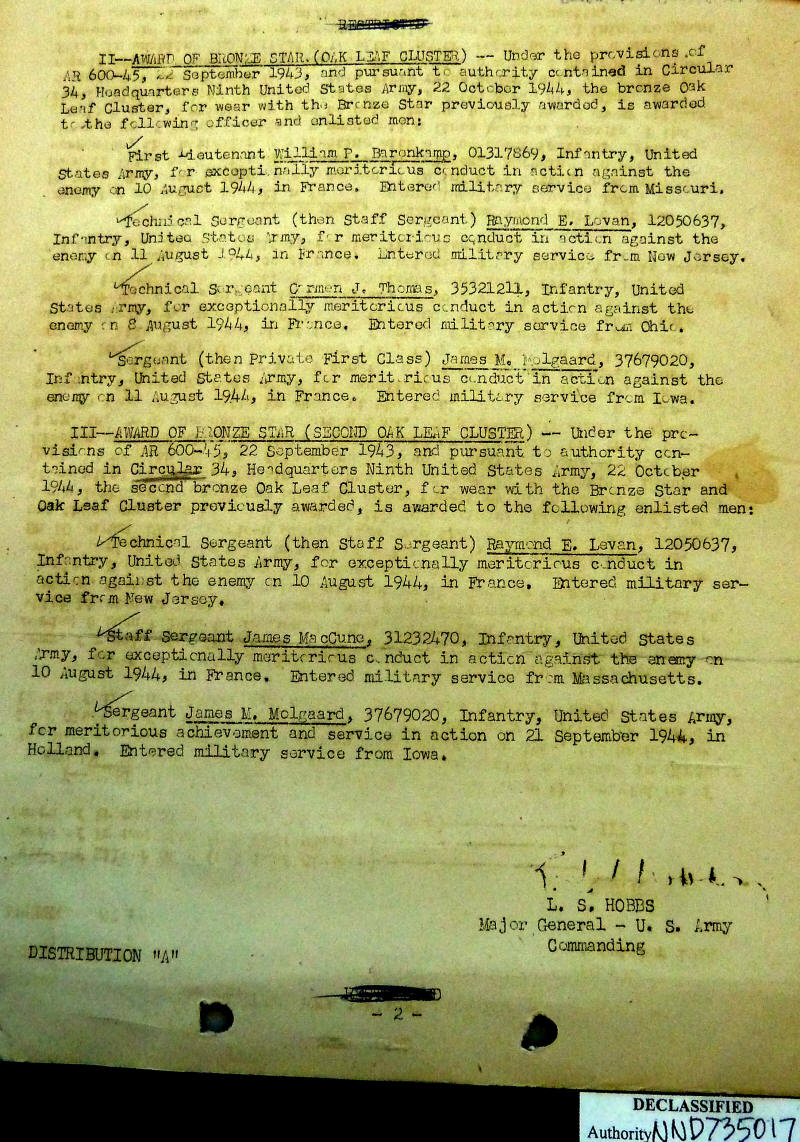 RESTRICTED
II--AWARD OF BRONZE STAR (OAK LEAF CLUSTER) -- Under the provisions of
AR 600-45, 22 September 1943, and pursuant to authority contained in Circular
34, Headquarters Ninth United States Army, 22 October 1944, the bronze Oak
Leaf Cluster, for wear with the Bronze Star previously awarded, is awarded
to the following officer and enlisted men:
First Lieutenant William P. Barenkamp, 01317869, Infantry, United
States Army, for exceptionally meritorious conduct in action against the
enemy on 10 August 1944, in France. Entered military service from Missouri.
Technical Sergeant (then Staff Sergeant) Raymond E. Levan, 12050637,
Infantry, United States Army, for meritorious conduct in action against the
enemy on 11 August 1944, in France. Entered military service from New Jersey.
Technical Sergeant Carmen J. Thomas, 35321211, Infantry, United
States Army, for exceptionally meritorious conduct in action against the
enemy on 8 August 1944, in France. Entered military service from Ohio.
Sergeant (then Private First Class) James M. Molgaard, 37679020,
Infantry, United States Army, for meritorious conduct in action against the
enemy on 11 August 1944, in France. Entered military service from Iowa.
III--AWARD OF BRONZE STAR (SECOND OAK LEAF CLUSTER) -- Under the pro-
visions of AR 600-45, 22 September 1943, and pursuant to authority con-
tained in Circular 34, Headquarters Ninth United States Army, 22 October
1944, the second bronze Oak Leaf Cluster, for wear with the Bronze Star and
Oak Leaf Cluster previously awarded, is awarded to the following enlisted men:
Technical Sergeant (then Staff Sergeant) Raymond E. Levan, 12050637,
Infantry, United States Army, for exceptionally meritorious conduct in
action against the enemy on 10 August 1944, in France. Entered military ser-
vice from New Jersey.
Staff Sergeant James MacCune, 31232470, Infantry, United States
Army, for exceptionally meritorious conduct in action against the enemy on
10 August 1944, in France. Entered military service from Massachusetts.
Sergeant James M. Molgaard, 37679020, Infantry, United States Army,
for meritorious achievement and service in action on 21 September 1944, in
Holland. Entered military service from Iowa.
L. S. HOBBS
Major General - U. S. Army
Commanding
DISTRIBUTION "A"
- 2 -
DECLASSIFIED
Authority NND735017